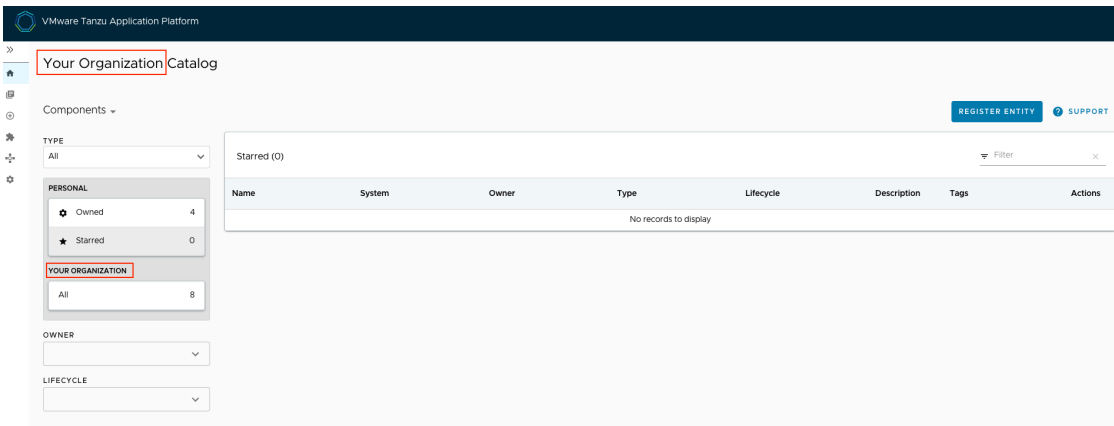 VMware Tanzu Application Platform
Your Organization Catalog
Components
REGISTER ENTITY
SUPPORT
TYPE
All
Starred (0)
Filter
PERSONAL
Name System Owner Type Lifecycle Description Tags Actions
Owned 4
No records to display
Starred 0
YOUR ORGANIZATION
All 8
OWNER
LIFECYCLE